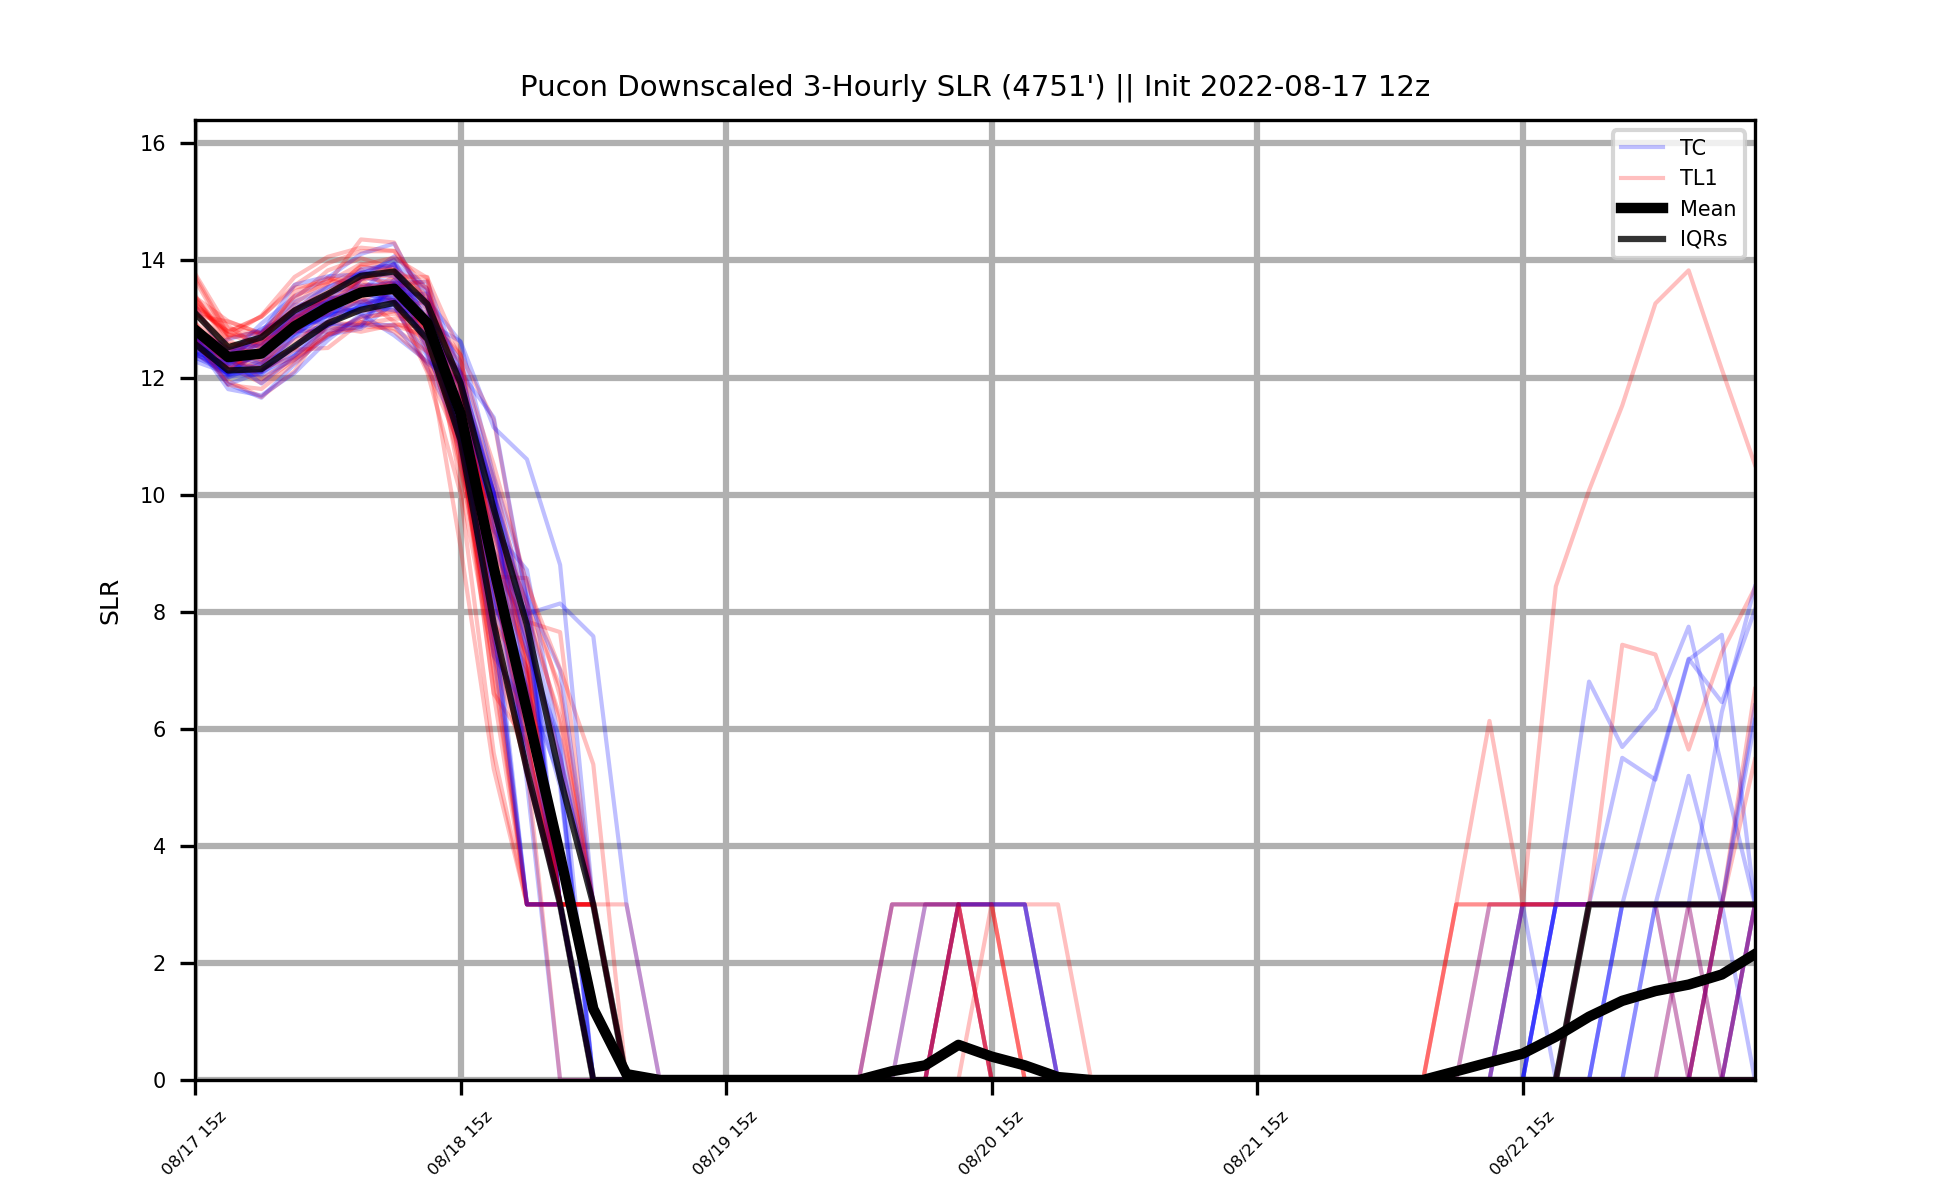 Pucon Downscaled 3-Hourly SLR (4751') || Init 2022-08-17 12z
TC
TL1
Mean
IQRs
SLR
16
14
12
10
8
6
4
2
0
08/17 15z
08/18 15z
08/19 15z
08/20 15z
08/21 15z
08/22 15z